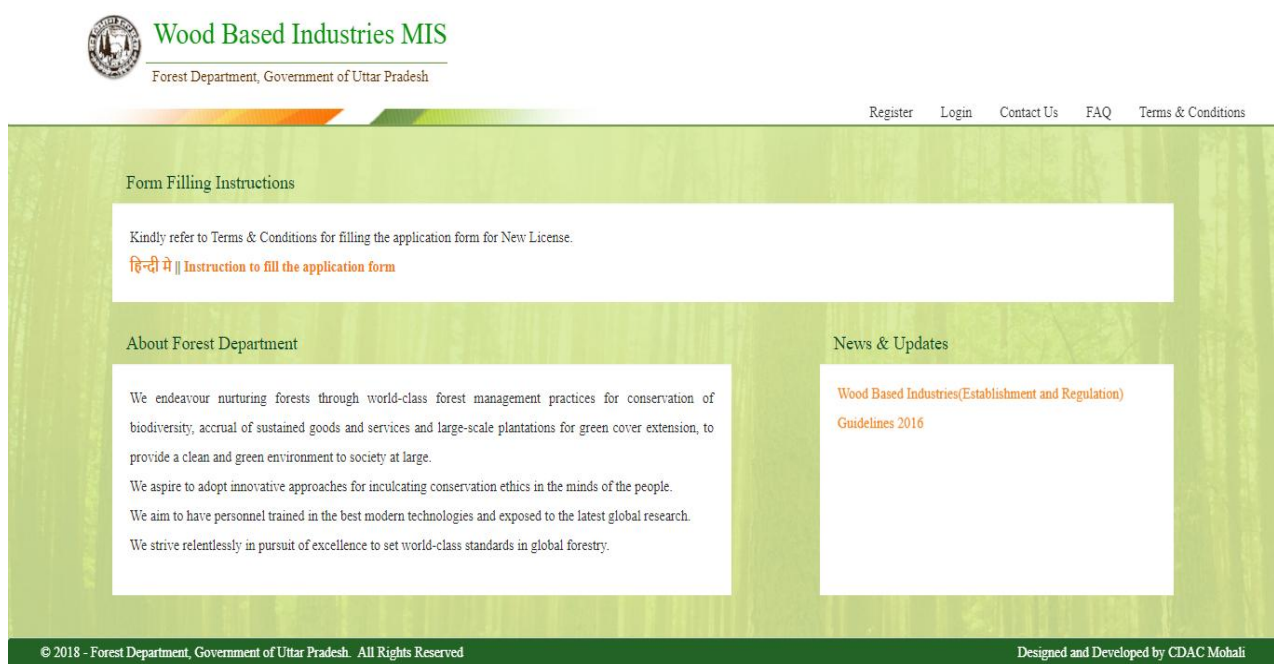 Wood Based Industries MIS
Forest Department, Government of Uttar Pradesh
Register Login Contact Us FAQ Terms & Conditions
Form Filling Instructions
Kindly refer to Terms & Conditions for filling the application form for New License.
हिन्दी मे || Instruction to fill the application form
About Forest Department
We endeavour nurturing forests through world-class forest management practices for conservation of
biodiversity, accrual of sustained goods and services and large-scale plantations for green cover extension, to
provide a clean and green environment to society at large.
We aspire to adopt innovative approaches for inculcating conservation ethics in the minds of the people.
We aim to have personnel trained in the best modern technologies and exposed to the latest global research.
We strive relentlessly in pursuit of excellence to set world-class standards in global forestry.
News & Updates
Wood Based Industries(Establishment and Regulation)
Guidelines 2016
© 2018 - Forest Department, Government of Uttar Pradesh. All Rights Reserved
Designed and Developed by CDAC Mohali